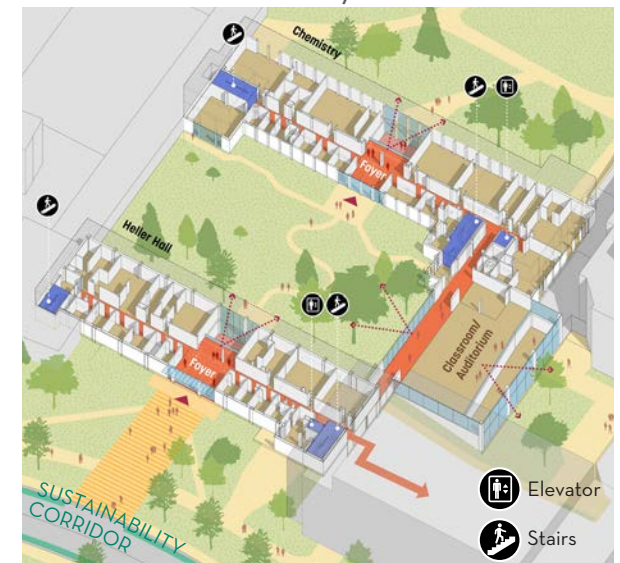 Chemistry
Foyer
Heller Hall
Foyer
Classroom/
Auditorium
SUSTAINABILITY
CORRIDOR
Elevator
Stairs